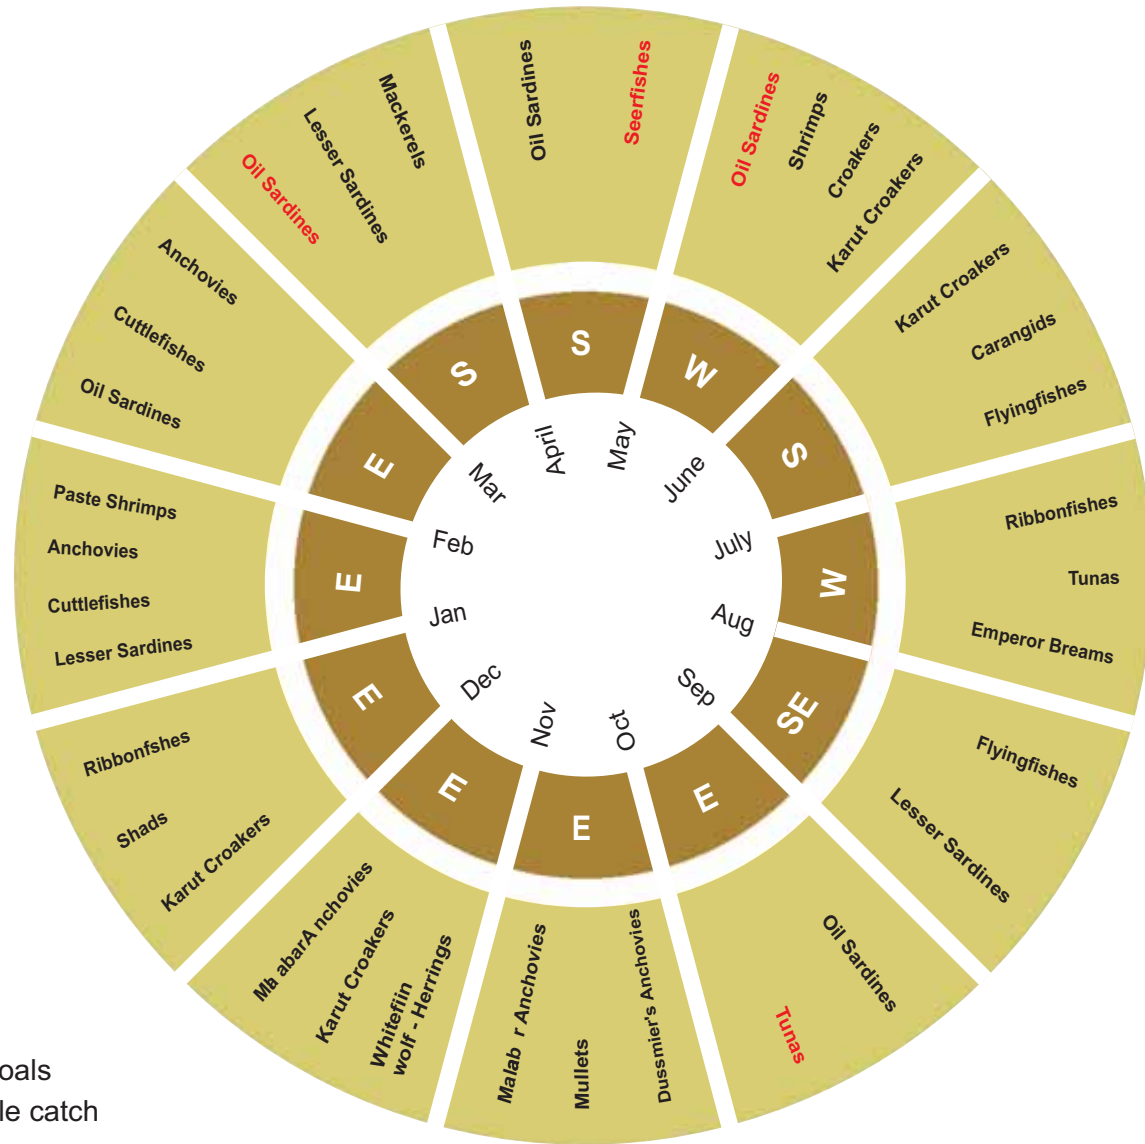 Oil Sardines
Seerfishes
Oil Sardines
Shrimps
Croakers
Karut Croakers
Karut Croakers
Carangids
Flyingfishes
Ribbonfishes
Tunas
Emperor Breams
Flyingfishes
Lesser Sardines
Oil Sardines
Tunas
Dussmier's Anchovies
Mullets
Malab r Anchovies
Whitefiin
wolf - Herrings
Karut Croakers
abarA nchovies
Karut Croakers
Shads
Ribbonfshes
Lesser Sardines
Cuttlefishes
Anchovies
Paste Shrimps
Oil Sardines
Cuttlefishes
Anchovies
Oil Sardines
Lesser Sardines
Mackerels
S
W
S
W
SE
E
E
E
E
E
E
S
April
May
June
July
Aug
Sep
Oct
Nov
Dec
Jan
Feb
Mar
oals
le catch